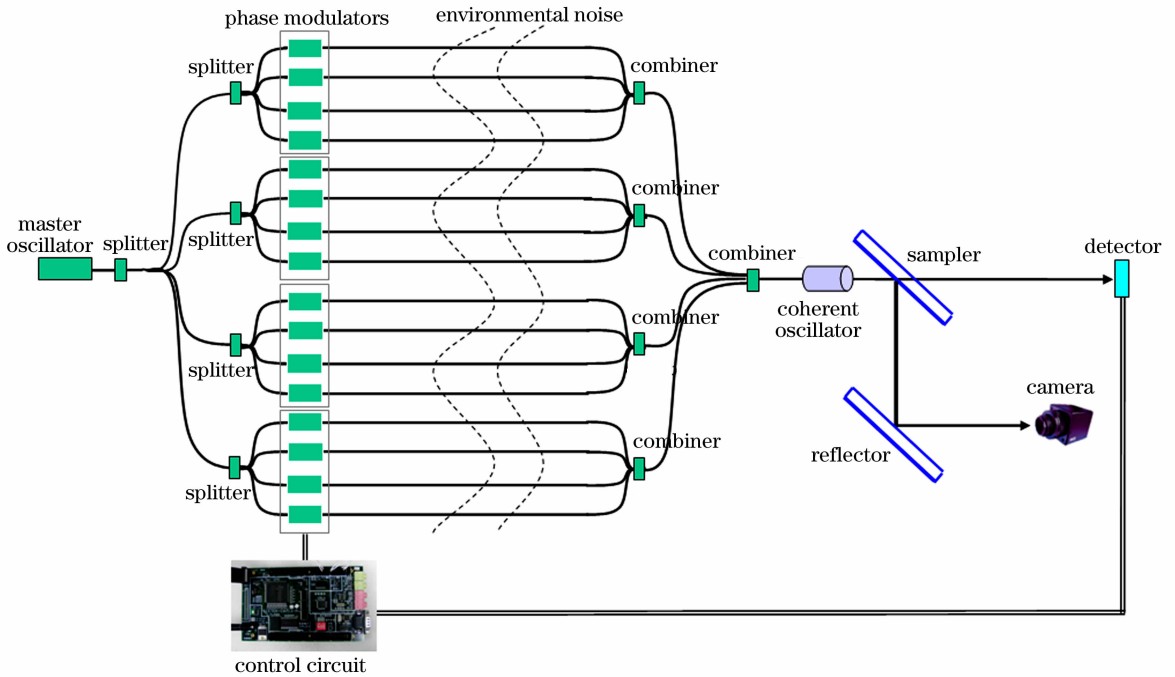 phase modulators
environmental noise
splitter
combiner
combiner
master
oscillator
splitter
splitter
combiner
sampler
detector
coherent
oscillator
combiner
splitter
camera
combiner
reflector
splitter
control circuit